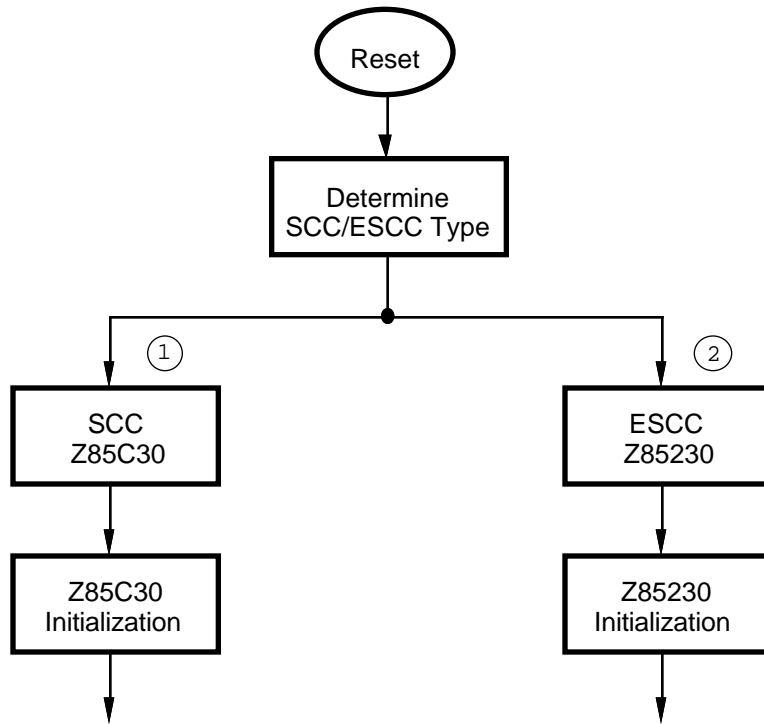 Reset
Determine
SCC/ESCC Type
1
2
SCC
Z85C30
ESCC
Z85230
Z85C30
Initialization
Z85230
Initialization